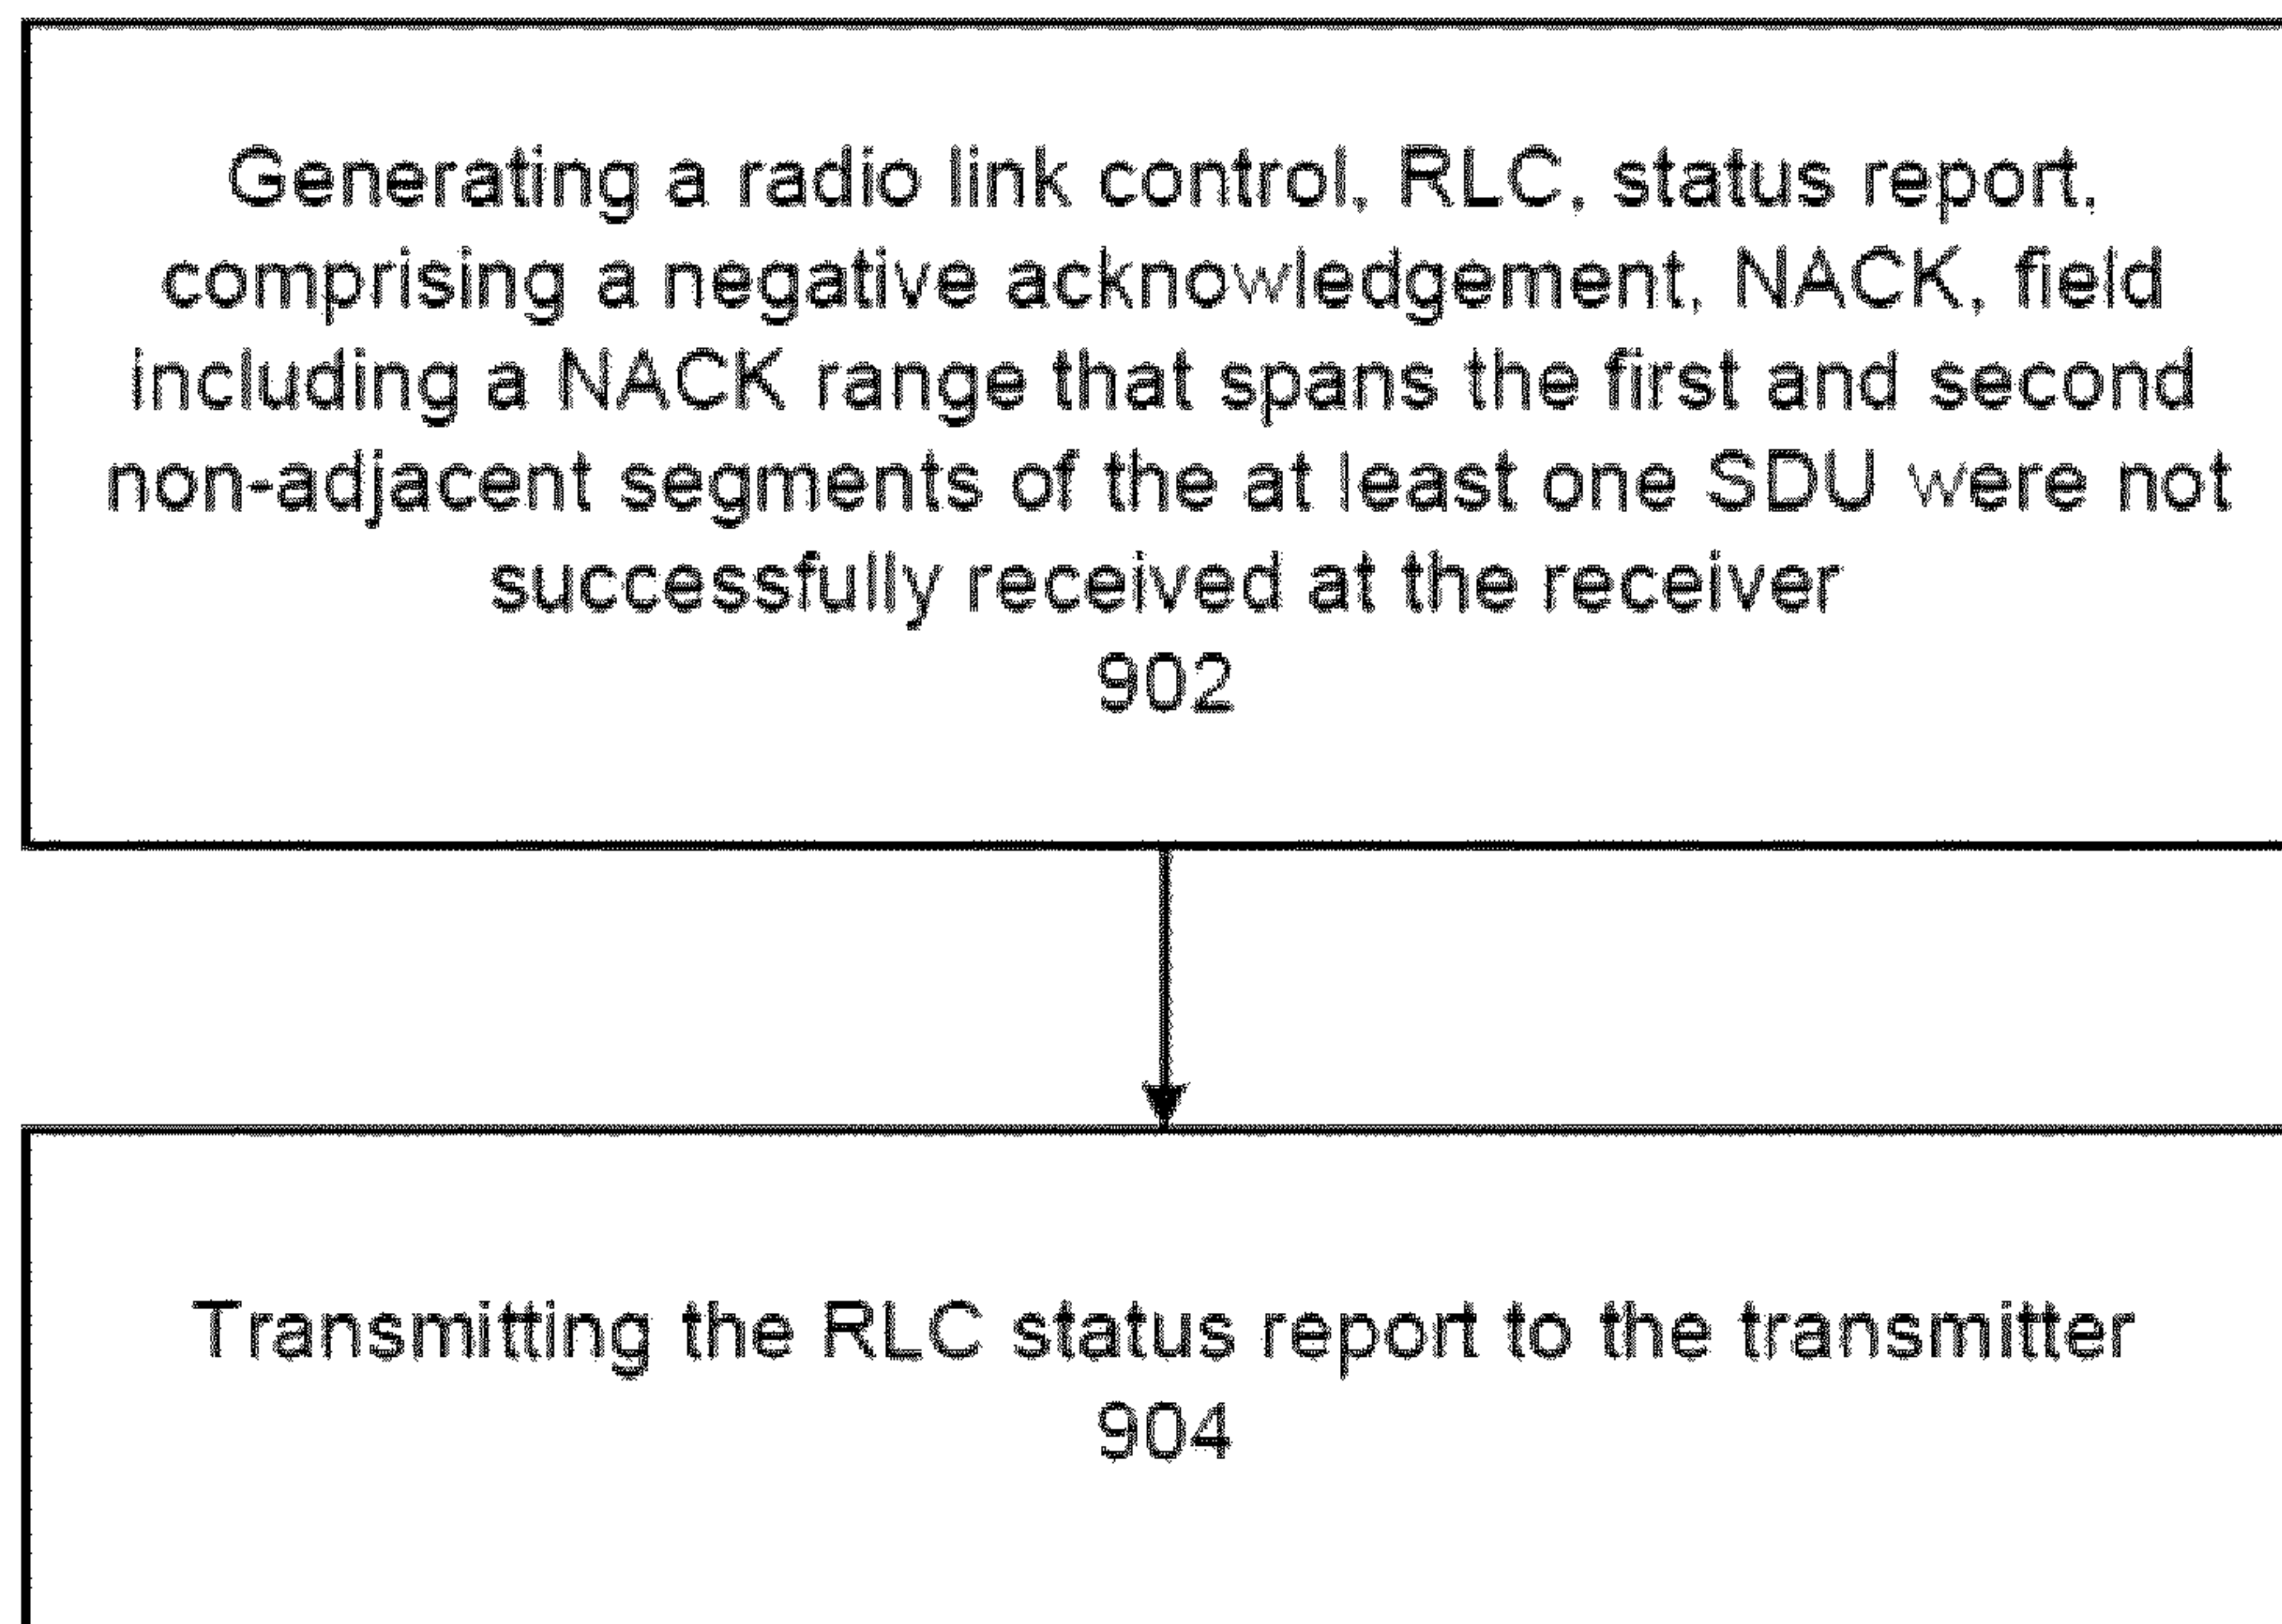 Generating a radio link control, RLC, status report,
comprising a negative acknowledgement, NACK, field
including a NACK range that spans the first and second
non-adjacent segments of the at least one SDU were not
successfully received at the receiver
902
Transmitting the RLC status report to the transmitter
904